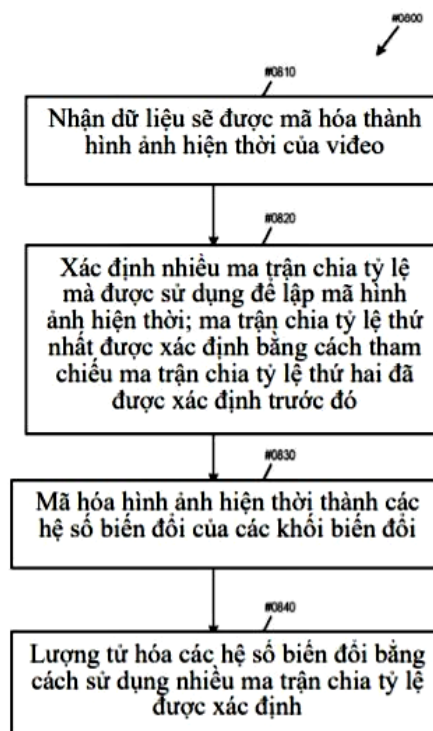 #0800
#0810
Nhận dữ liệu sẽ được mã hóa thành
hình ảnh hiện thời của viđeo
#0820
Xác định nhiều ma trận chia tỷ lệ
mà được sử dụng để lập mã hình
ảnh hiện thời; ma trận chia tỷ lệ thứ
nhất được xác định bằng cách tham
chiếu ma trận chia tỷ lệ thứ hai đã
được xác định trước đó
#0830
Mã hóa hình ảnh hiện thời thành các
hệ số biến đổi của các khối biến đổi
#0840
Lượng tử hóa các hệ số biến đổi bằng
cách sử dụng nhiều ma trận chia tỷ lệ
được xác định